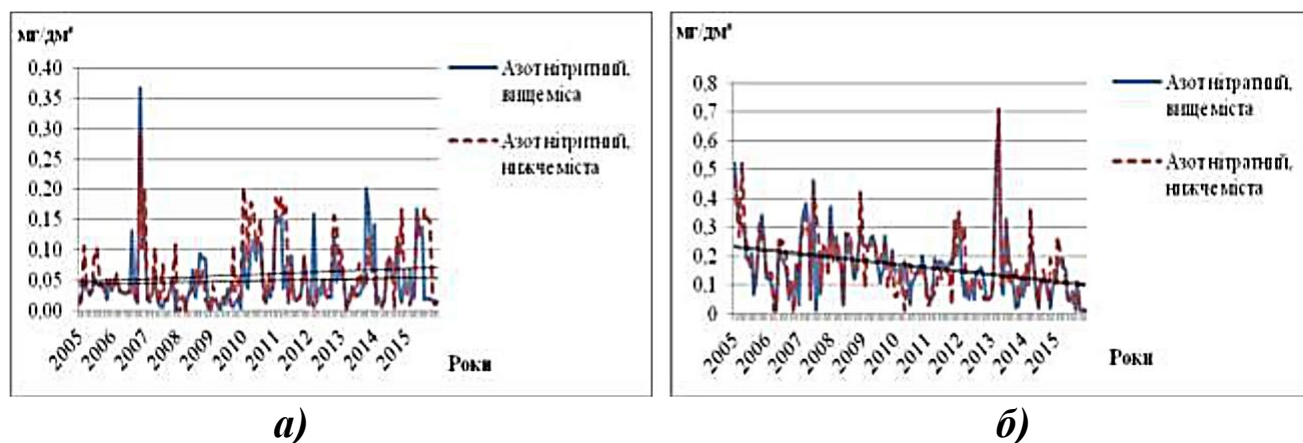 мг/дм³
0,40
0,35
0,30
0,25
0,20
0,15
0,10
0,05
0,00
2005
2006
2007
2008
2009
2010
2011
2012
2013
2014
2015
Роки
Азот нітритний,
вище міса
Азот нітритний,
нижче міста
а)
мг/дм³
0,8
0,7
0,6
0,5
0,4
0,3
0,2
0,1
0
2005
2006
2007
2008
2009
2010
2011
2012
2013
2014
2015
Роки
Азот нітратний,
вище міста
Азот нітратний,
нижче міста
б)